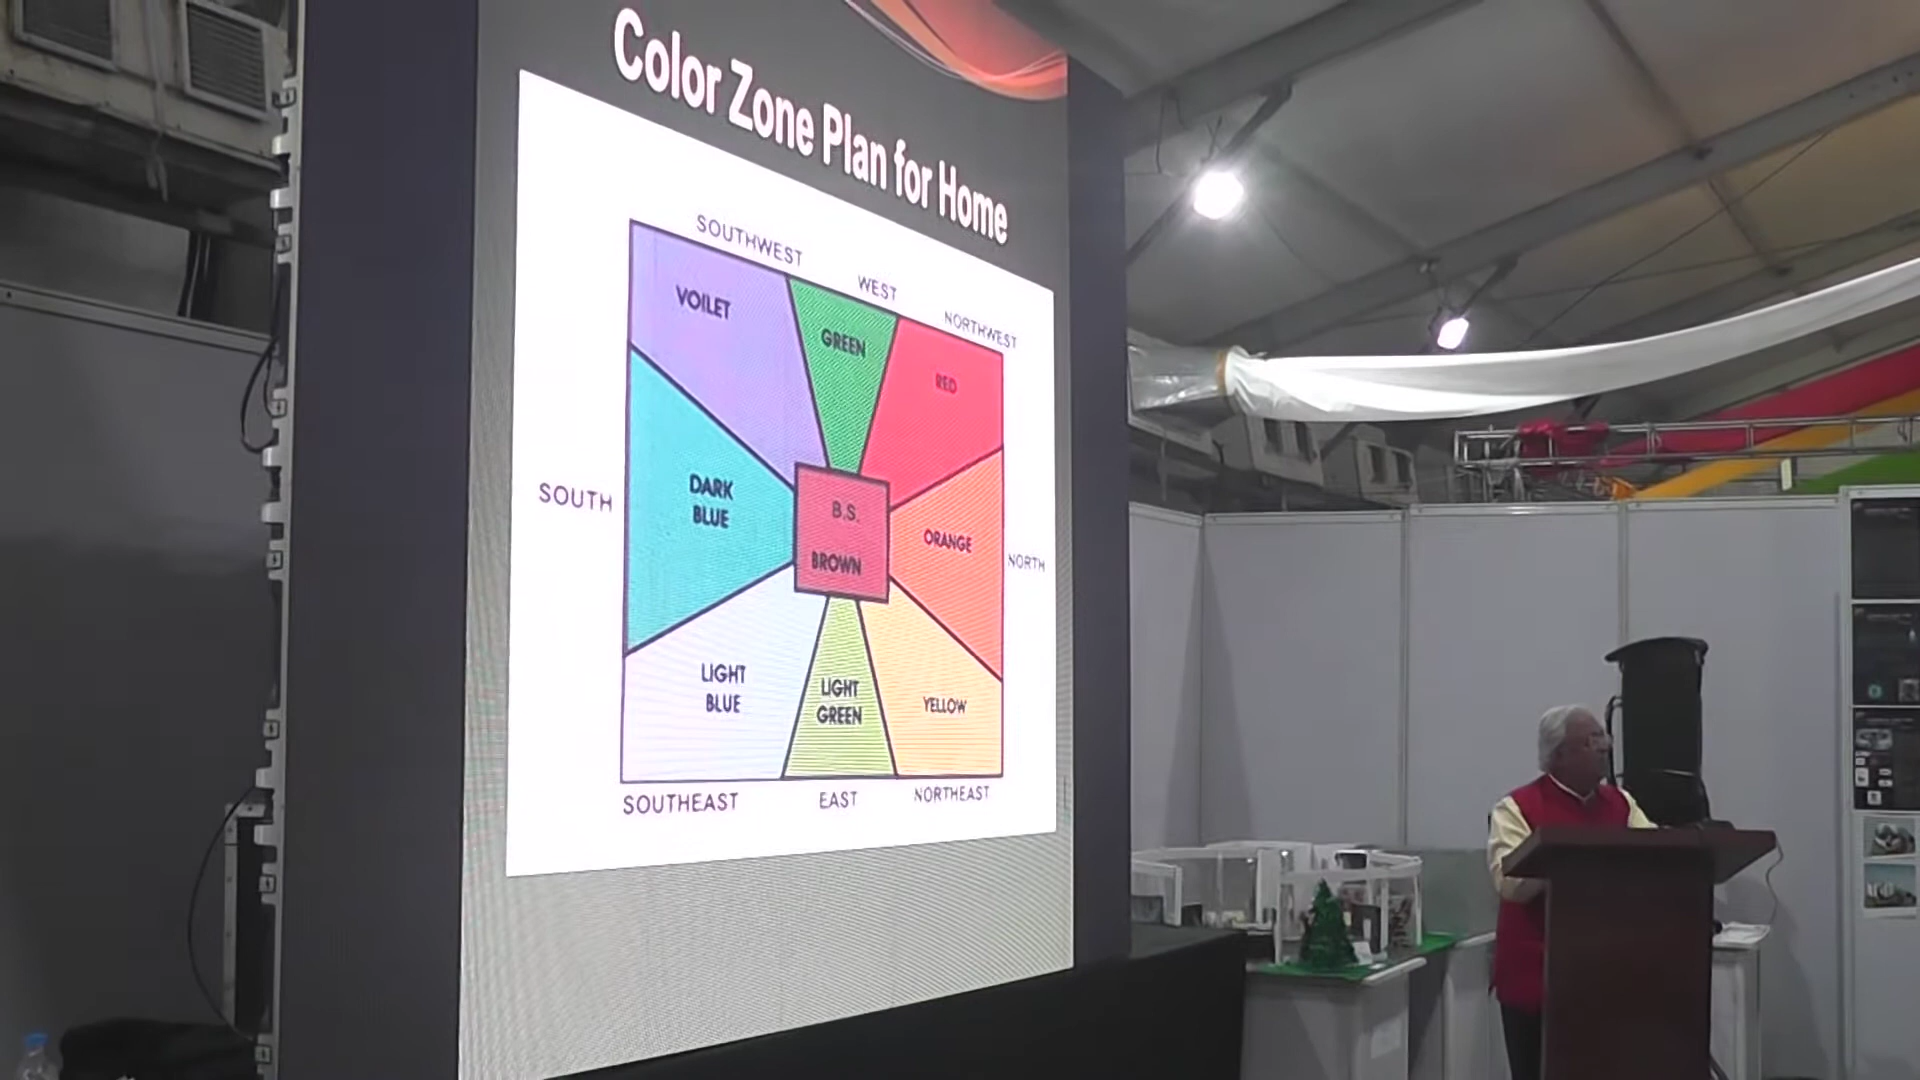 Color Zone Plan for Home
SOUTHWEST
WEST
NORTHWEST
VOILET
GREEN
RED
SOUTH
DARK
BLUE
B.S.
BROWN
ORANGE
NORTH
LIGHT
BLUE
LIGHT
GREEN
YELLOW
SOUTHEAST
EAST
NORTHEAST